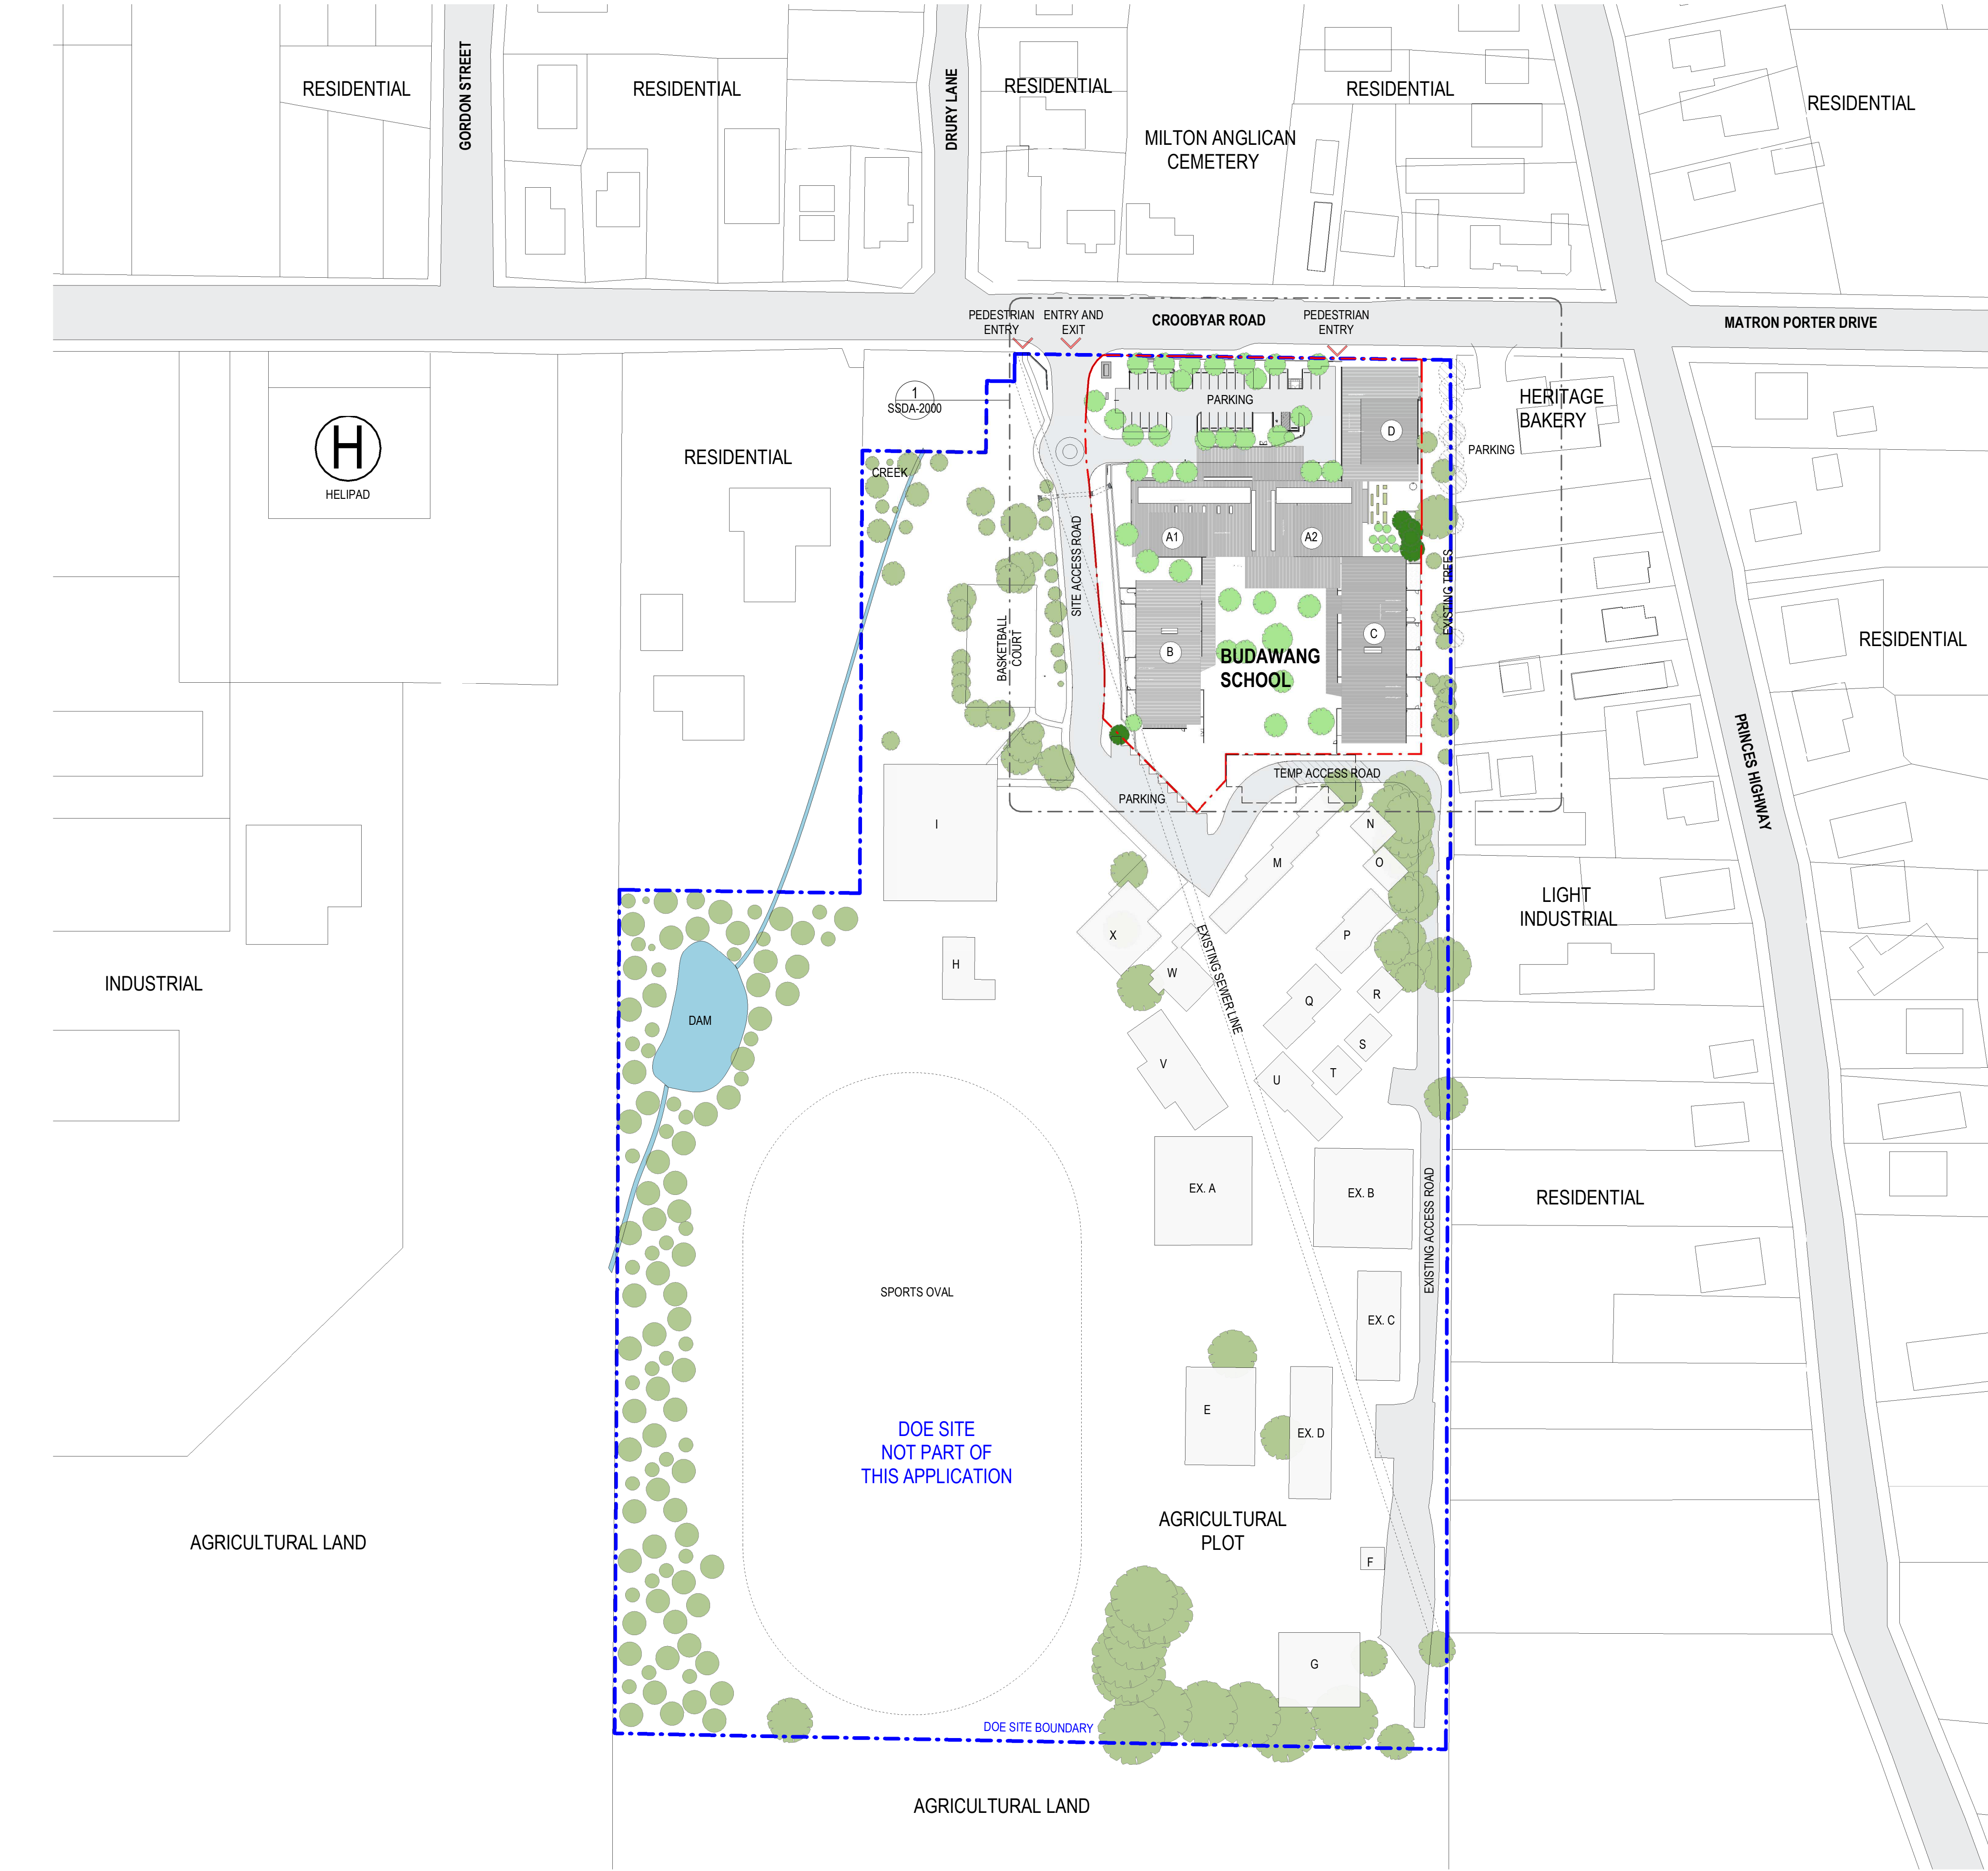 GORDON STREET
DRURY LANE
RESIDENTIAL
RESIDENTIAL
RESIDENTIAL
RESIDENTIAL
RESIDENTIAL
MILTON ANGLICAN
CEMETERY
PEDESTRIAN
ENTRY
ENTRY AND
EXIT
CROOBYAR ROAD
PEDESTRIAN
ENTRY
MATRON PORTER DRIVE
1
SSDA-2000
PARKING
D
HERITAGE
BAKERY
PARKING
H
HELIPAD
RESIDENTIAL
CREEK
SITE ACCESS ROAD
A1
A2
EXISTING TREES
BASKETBALL
COURT
B
C
BUDAWANG
SCHOOL
RESIDENTIAL
PRINCES HIGHWAY
TEMP ACCESS ROAD
PARKING
I
N
M
O
LIGHT
INDUSTRIAL
X
P
EXISTING SEWER LINE
H
W
Q
R
INDUSTRIAL
DAM
S
V
U
T
EX. A
EX. B
EXISTING ACCESS ROAD
RESIDENTIAL
SPORTS OVAL
EX. C
E
EX. D
DOE SITE
NOT PART OF
THIS APPLICATION
AGRICULTURAL
PLOT
AGRICULTURAL LAND
F
G
DOE SITE BOUNDARY
AGRICULTURAL LAND